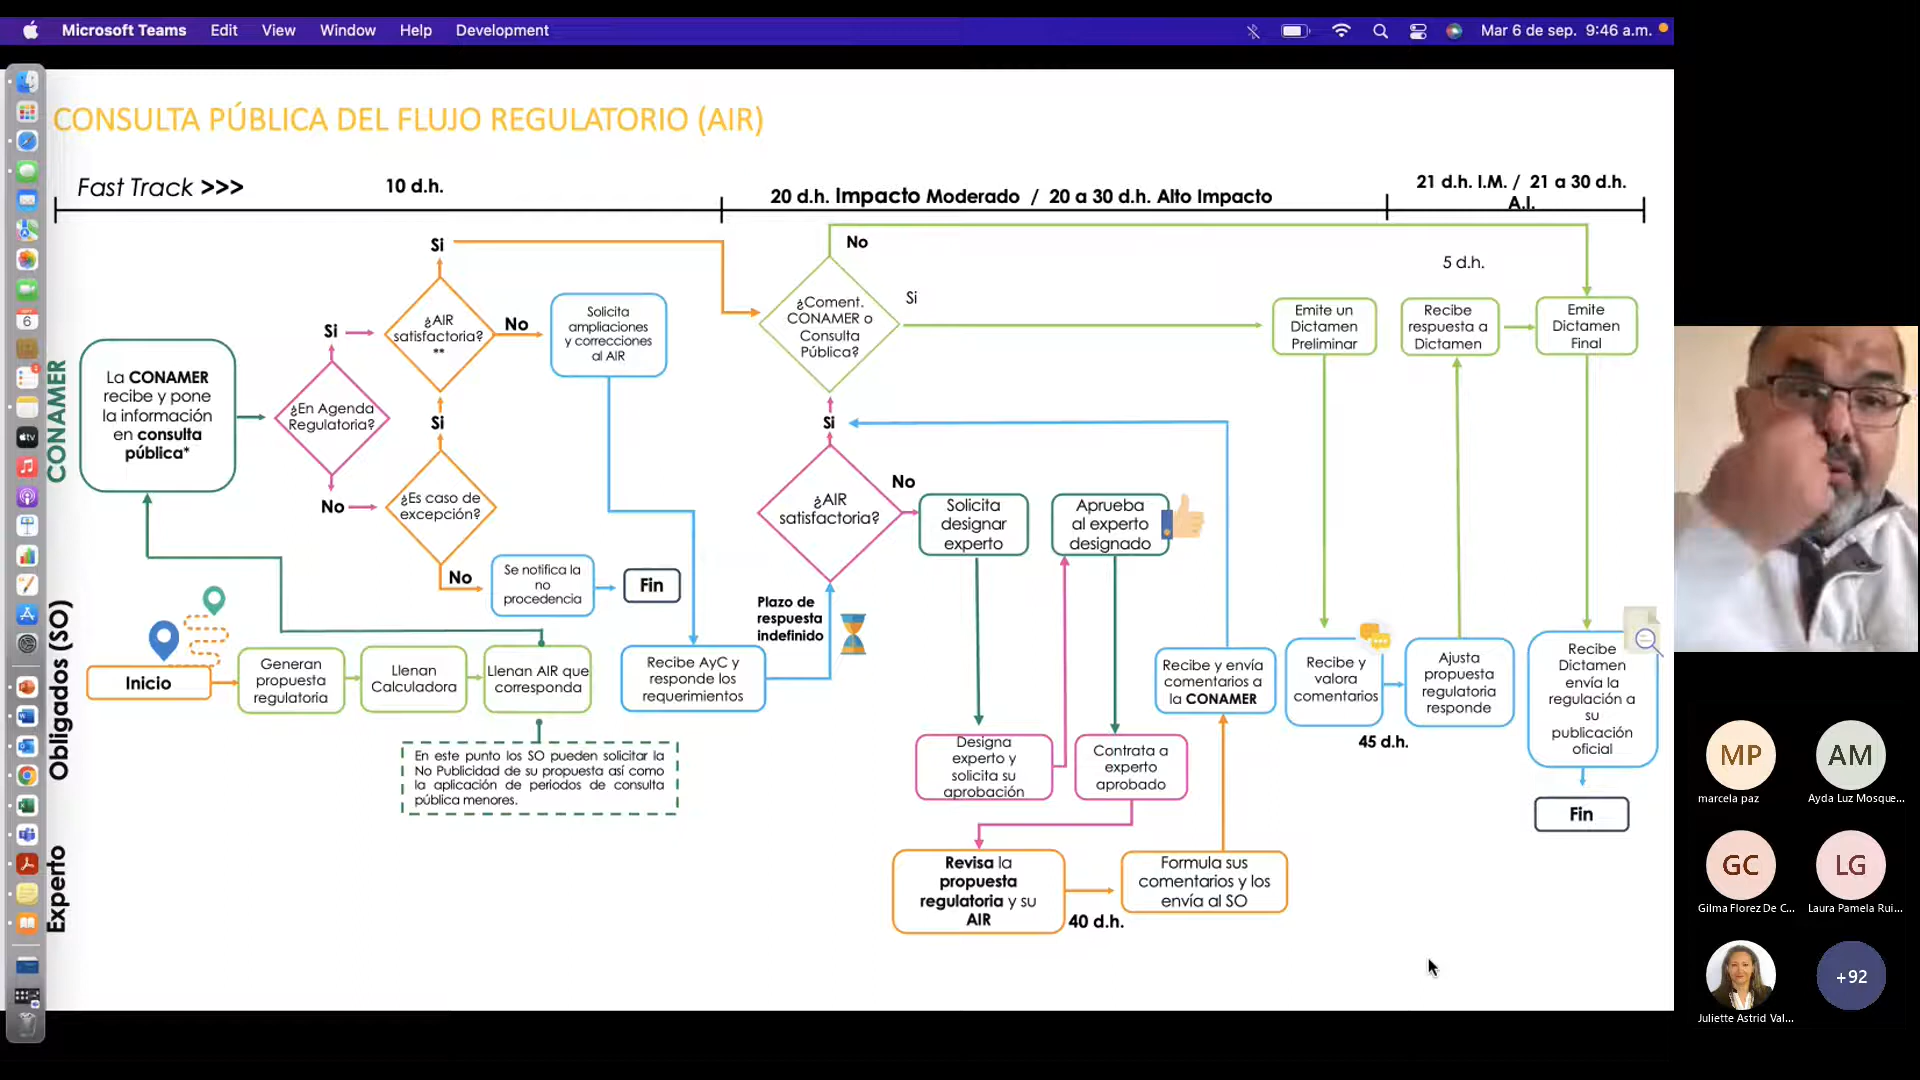 Microsoft Teams Edit View Window Help Development
Mar 6 de sep. 9:46 a.m.
CONSULTA PÚBLICA DEL FLUJO REGULATORIO (AIR)
Fast Track >>>
10 d.h.
20 d.h. Impacto Moderado / 20 a 30 d.h. Alto Impacto
21 d.h. I.M. / 21 a 30 d.h.
A.I.
CONAMER
Obligados (SO)
Experto
La CONAMER
recibe y pone
la información
en consulta
pública*
¿En Agenda
Regulatoria?
Si
No
¿AIR
satisfactoria?
**
Si
No
Si
¿Es caso de
excepción?
No
Solicita
ampliaciones
y correcciones
al AIR
Se notifica la
no
procedencia
Fin
Inicio
Generan
propuesta
regulatoria
Llenan
Calculadora
Llenan AIR que
corresponda
En este punto los SO pueden solicitar la
No Publicidad de su propuesta así como
la aplicación de periodos de consulta
pública menores.
Recibe AyC y
responde los
requerimientos
Plazo de
respuesta
indefinido
¿AIR
satisfactoria?
Si
No
¿Coment.
CONAMER o
Consulta
Pública?
No
Si
Solicita
designar
experto
Aprueba
al experto
designado
Designa
experto y
solicita su
aprobación
Contrata a
experto
aprobado
Revisa la
propuesta
regulatoria y su
AIR
40 d.h.
Formula sus
comentarios y los
envía al SO
Recibe y envía
comentarios a
la CONAMER
Emite un
Dictamen
Preliminar
Recibe y
valora
comentarios
45 d.h.
Ajusta
propuesta
regulatoria
responde
5 d.h.
Recibe
respuesta a
Dictamen
Emite
Dictamen
Final
Recibe
Dictamen
envía la
regulación a
su
publicación
oficial
Fin
MP
marcela paz
AM
Ayda Luz Mosque...
GC
Gilma Florez De C...
LG
Laura Pamela Rui...
Juliette Astrid Val...
+92
SEPT
6
tv